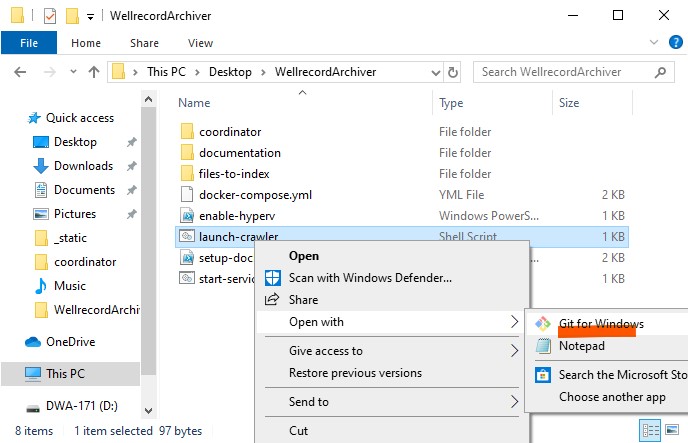 WellrecordArchiver
File Home Share View
This PC Desktop WellrecordArchiver
Search WellrecordArchiver
Name Type Size
Quick access
Desktop
Downloads
Documents
Pictures
_static
coordinator
Music
WellrecordArchiv
OneDrive
This PC
DWA-171 (D:)
coordinator File folder
documentation File folder
files-to-index File folder
docker-compose.yml YML File 2 KB
enable-hyperv Windows PowerS... 1 KB
launch-crawler Shell Script 1 KB
setup-doc 2 KB
start-servic 1 KB
Open
Scan with Windows Defender...
Share
Open with
Give access to
Restore previous versions
Send to
Cut
Git for Windows
Notepad
Search the Microsoft Sto
Choose another app
8 items 1 item selected 97 bytes